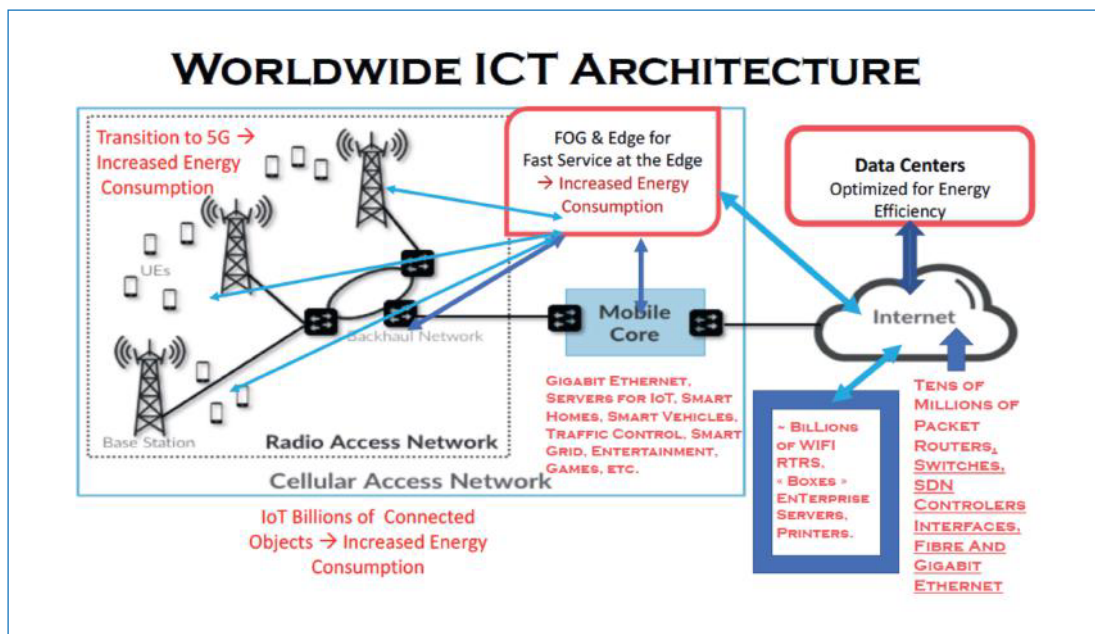 WORLDWIDE ICT ARCHITECTURE
Transition to 5G →
Increased Energy
Consumption
UEs
Base Station
Backhaul Network
Radio Access Network
Cellular Access Network
FOG & Edge for
Fast Service at the Edge
→ Increased Energy
Consumption
Data Centers
Optimized for Energy
Efficiency
Mobile
Core
Internet
GIGABIT ETHERNET,
SERVERS FOR IOT, SMART
HOMES, SMART VEHICLES,
TRAFFIC CONTROL, SMART
GRID, ENTERTAINMENT,
GAMES, ETC.
IoT Billions of Connected
Objects → Increased Energy
Consumption
~ BILLIONS
OF WIFI
RTRS,
« BOXES »
ENTERPRISE
SERVERS,
PRINTERS.
TENS OF
MILLIONS OF
PACKET
ROUTERS,
SWITCHES,
SDN
CONTROLERS
INTERFACES,
FIBRE AND
GIGABIT
ETHERNET